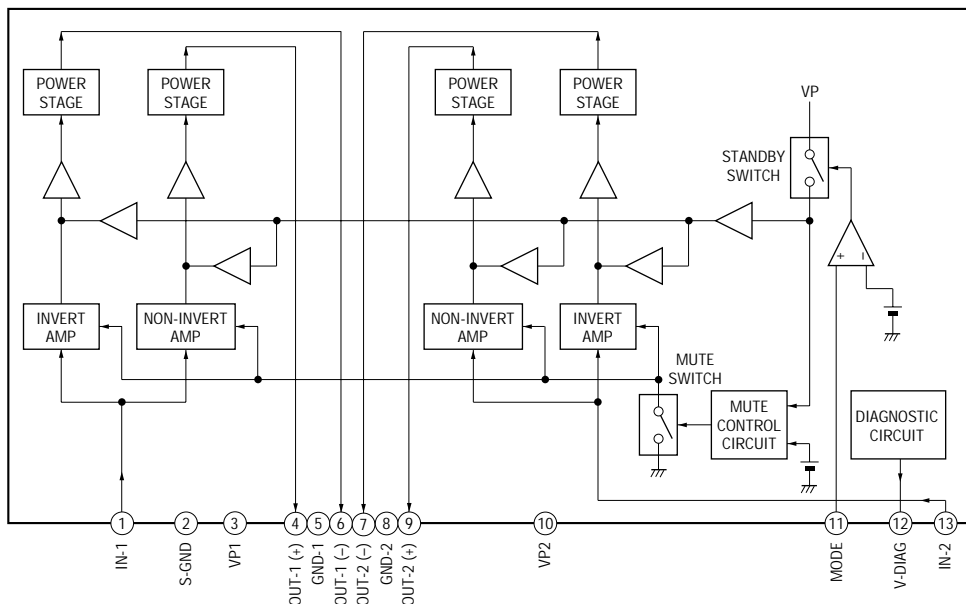 POWER
STAGE
POWER
STAGE
POWER
STAGE
POWER
STAGE
VP
STANDBY
SWITCH
+
−
INVERT
AMP
NON-INVERT
AMP
NON-INVERT
AMP
INVERT
AMP
MUTE
SWITCH
MUTE
CONTROL
CIRCUIT
DIAGNOSTIC
CIRCUIT
1
2
3
4
5
6
7
8
9
10
11
12
13
IN-1
S-GND
VP1
OUT-1 (+)
GND-1
OUT-1 (−)
OUT-2 (−)
GND-2
OUT-2 (+)
VP2
MODE
V-DIAG
IN-2